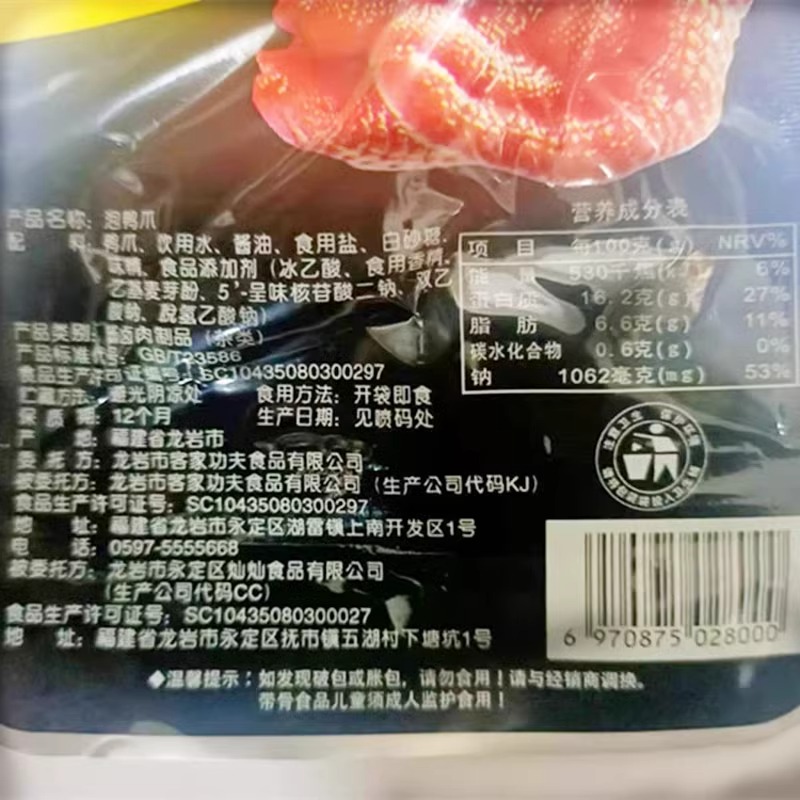 产品名称：泡鸭爪
配 料：鸭爪、饮用水、酱油、食用盐、白砂糖、
味精、食品添加剂（冰乙酸、食用香精、
乙基麦芽酚、5'-呈味核苷酸二钠、双乙
酸钠、脱氢乙酸钠）
产品类别：酱卤肉制品（杂类）
产品标准代号：GB/T23586
食品生产许可证编号：SC10435080300297
贮藏方法：避光阴凉处 食用方法：开袋即食
保 质 期：12个月 生产日期：见喷码处
产 地：福建省龙岩市
委 托 方：龙岩市客家功夫食品有限公司
被委托方：龙岩市客家功夫食品有限公司（生产公司代码KJ）
食品生产许可证号：SC10435080300297
地 址：福建省龙岩市永定区湖雷镇上南开发区1号
电 话：0597-5555668
被委托方：龙岩市永定区灿灿食品有限公司
（生产公司代码CC）
食品生产许可证号：SC10435080300027
地 址：福建省龙岩市永定区抚市镇五湖村下塘坑1号
◆温馨提示：如发现破包或胀包，请勿食用！请与经销商调换。
带骨食品儿童须成人监护食用！
营养成分表
项 目 每100克(g) NRV%
能 量 530千焦(kJ) 6%
蛋白质 16.2克(g) 27%
脂 肪 6.6克(g) 11%
碳水化合物 0.6克(g) 0%
钠 1062毫克(mg) 53%
注意卫生 保护环境
6 970875 028000